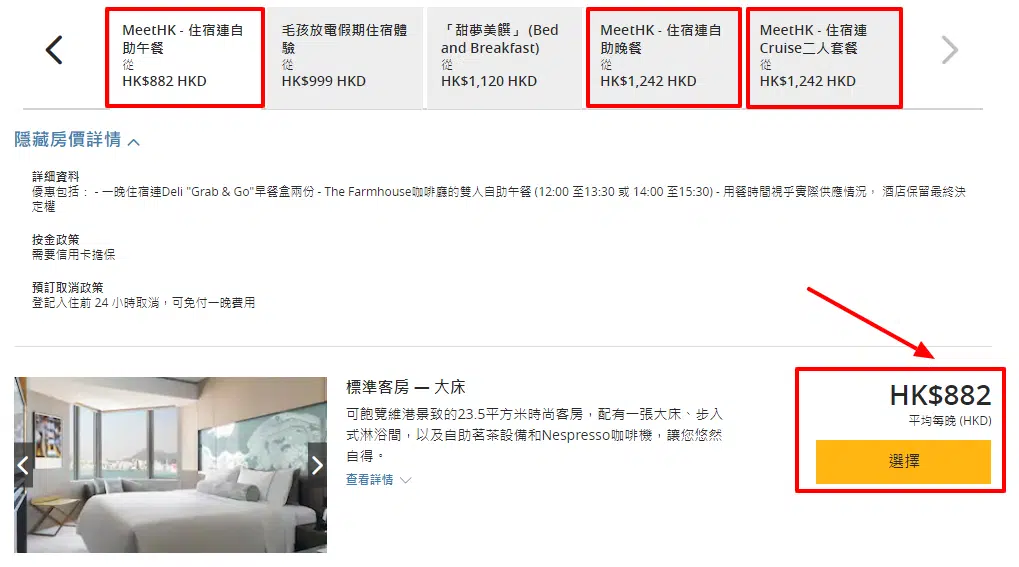 MeetHK - 住宿連自
助午餐
從
HK$882 HKD
毛孩放電假期住宿體
驗
從
HK$999 HKD
「甜夢美饌」 (Bed
and Breakfast)
從
HK$1,120 HKD
MeetHK - 住宿連自
助晚餐
從
HK$1,242 HKD
MeetHK - 住宿連
Cruise二人套餐
從
HK$1,242 HKD
隱藏房價詳情
詳細資料
優惠包括： - 一晚住宿連Deli "Grab & Go"早餐盒兩份 - The Farmhouse咖啡廳的雙人自助午餐 (12:00 至13:30 或 14:00 至15:30) - 用餐時間視乎實際供應情況， 酒店保留最終決
定權
按金政策
需要信用卡擔保
預訂取消政策
登記入住前 24 小時取消，可免付一晚費用
標準客房 — 大床
可飽覽維港景致的23.5平方米時尚客房，配有一張大床、步入
式淋浴間，以及自助茗茶設備和Nespresso咖啡機，讓您悠然
自得。
查看詳情
HK$882
平均每晚 (HKD)
選擇